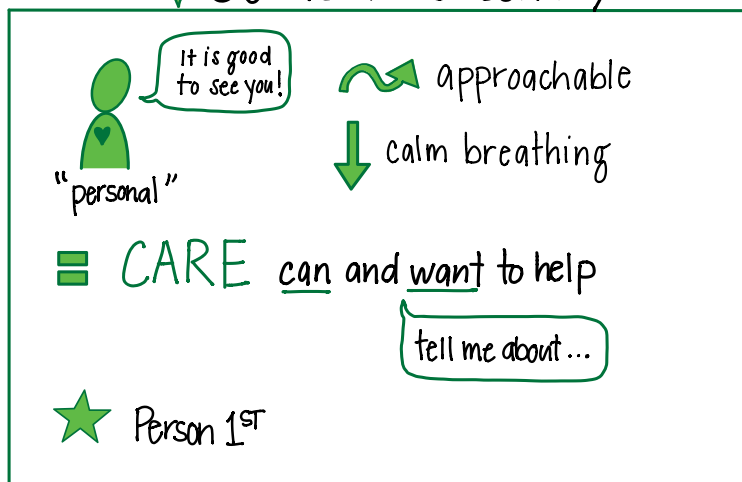 It is good
to see you!
approachable
calm breathing
"personal"
CARE can and want to help
tell me about...
Person 1ST